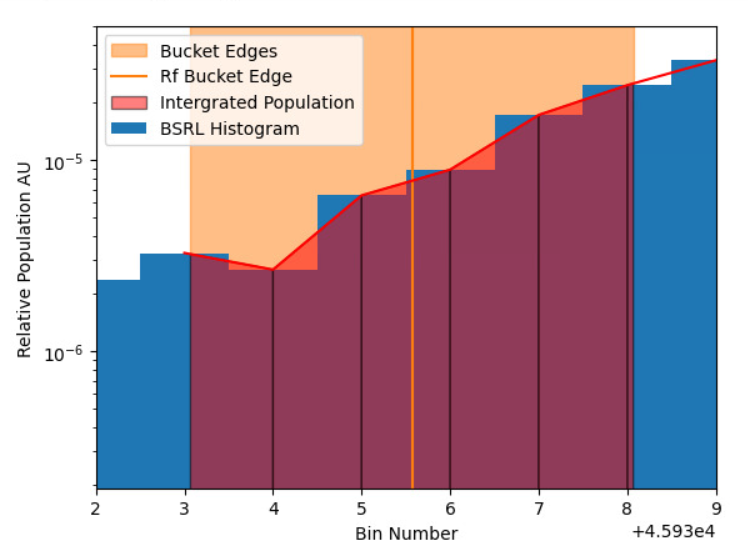 Bucket Edges
Rf Bucket Edge
Intergrated Population
BSRL Histogram
Relative Population AU
10⁻⁵
10⁻⁶
2 3 4 5 6 7 8 9
Bin Number
+4.593e4